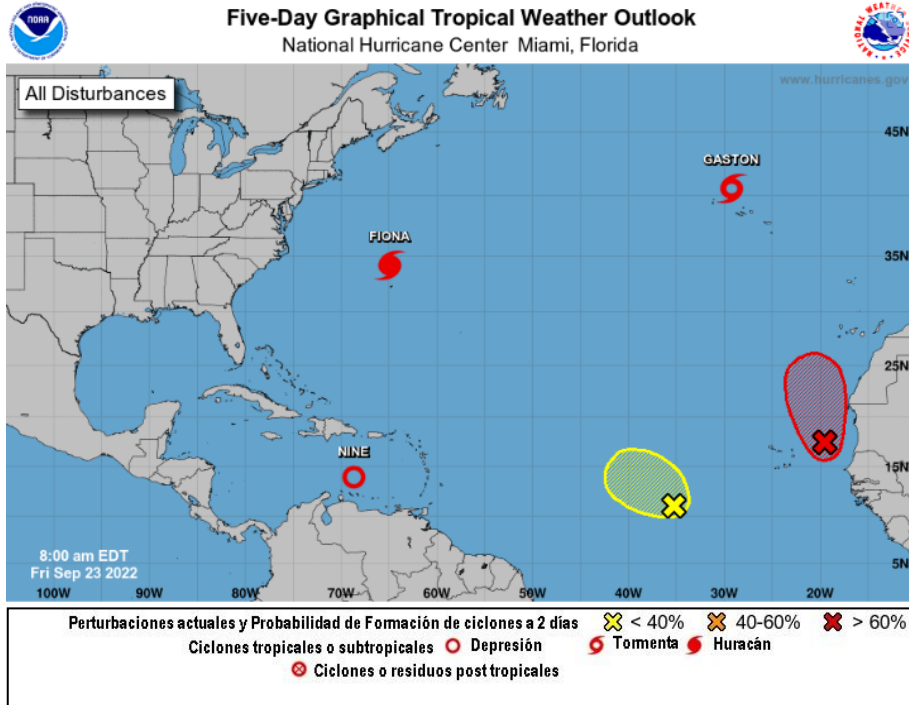 Five-Day Graphical Tropical Weather Outlook
National Hurricane Center Miami, Florida
NOAA
www.hurricanes.gov
All Disturbances
45N
GASTON
FIONA
35N
25N
NINE
15N
8:00 am EDT
Fri Sep 23 2022
5N
100W 90W 80W 70W 60W 50W 40W 30W 20W
Perturbaciones actuales y Probabilidad de Formación de ciclones a 2 días < 40% 40-60% > 60%
Ciclones tropicales o subtropicales Depresión Tormenta Huracán
Ciclones o residuos post tropicales